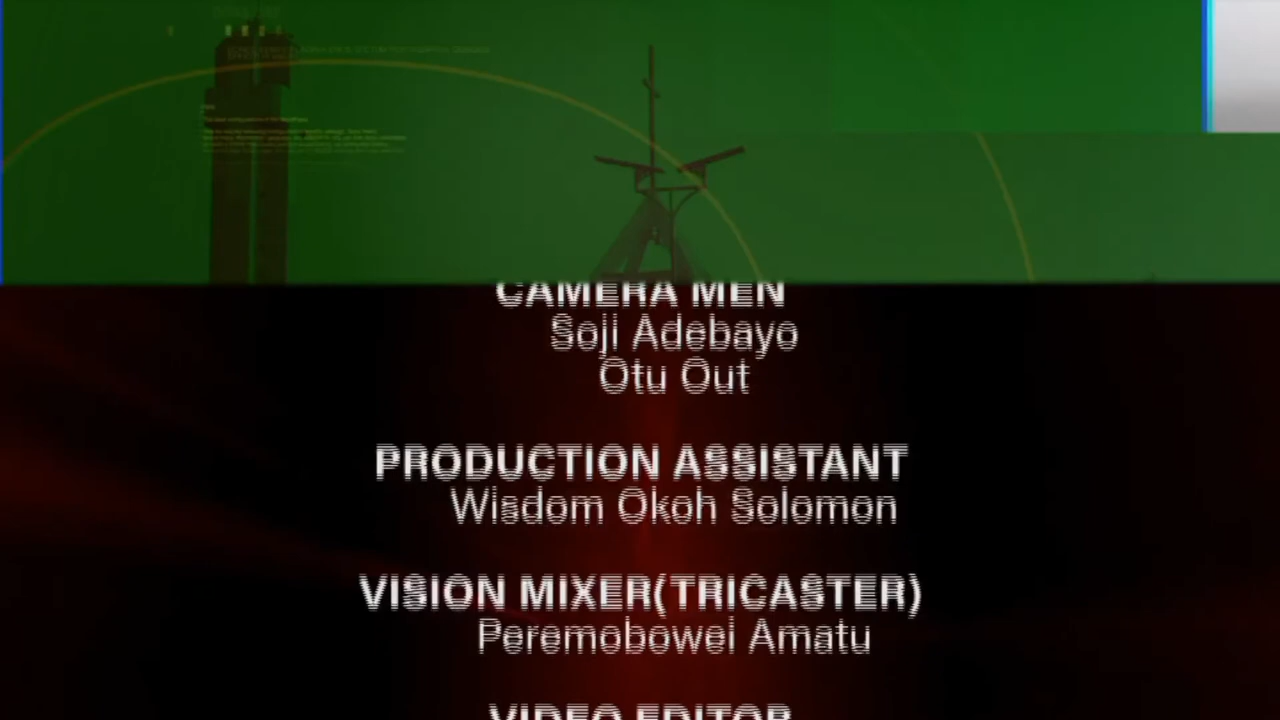 CAMERA MEN
Soji Adebayo
Otu Out
PRODUCTION ASSISTANT
Wisdom Okoh Solomon
VISION MIXER(TRICASTER)
Peremobowei Amatu
VIDEO EDITOR